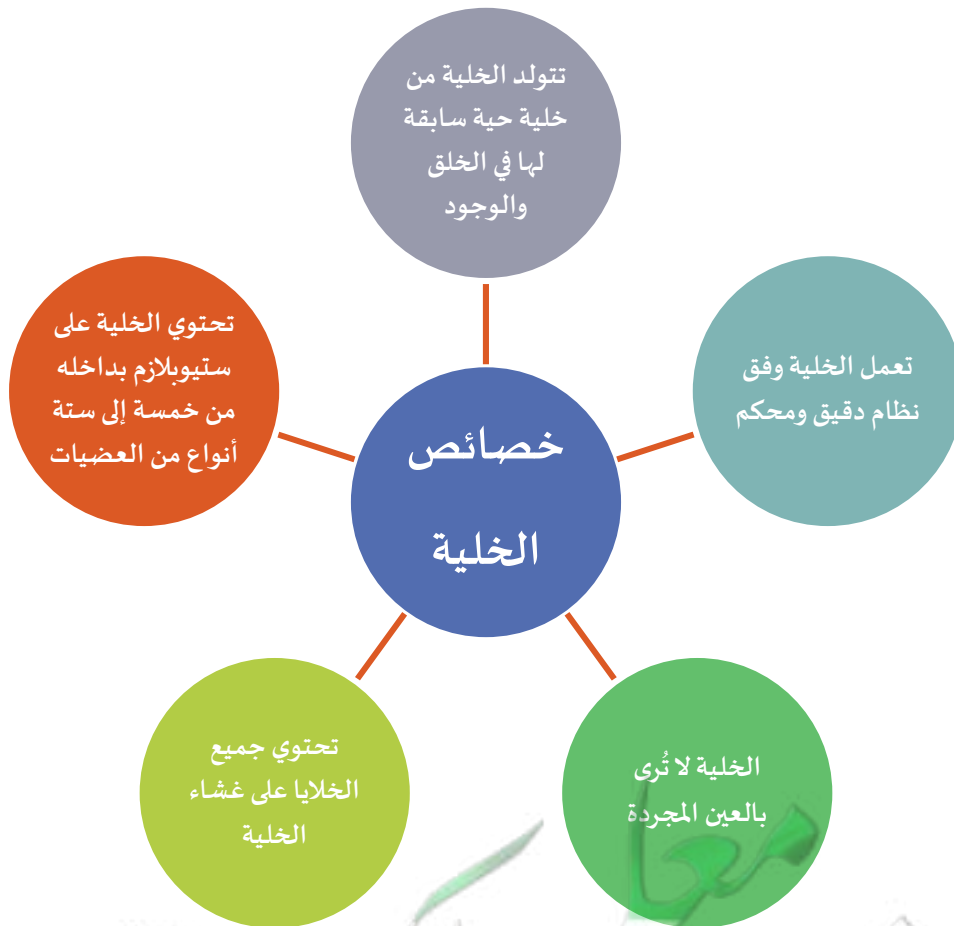 تتولد الخلية من
خلية حية سابقة
لها في الخلق
والوجود
تعمل الخلية وفق
نظام دقيق ومحكم
الخلية لا تُرى
بالعين المجردة
تحتوي جميع
الخلايا على غشاء
الخلية
تحتوي الخلية على
ستيوبلازم بداخله
من خمسة إلى ستة
أنواع من العضيات
خصائص
الخلية